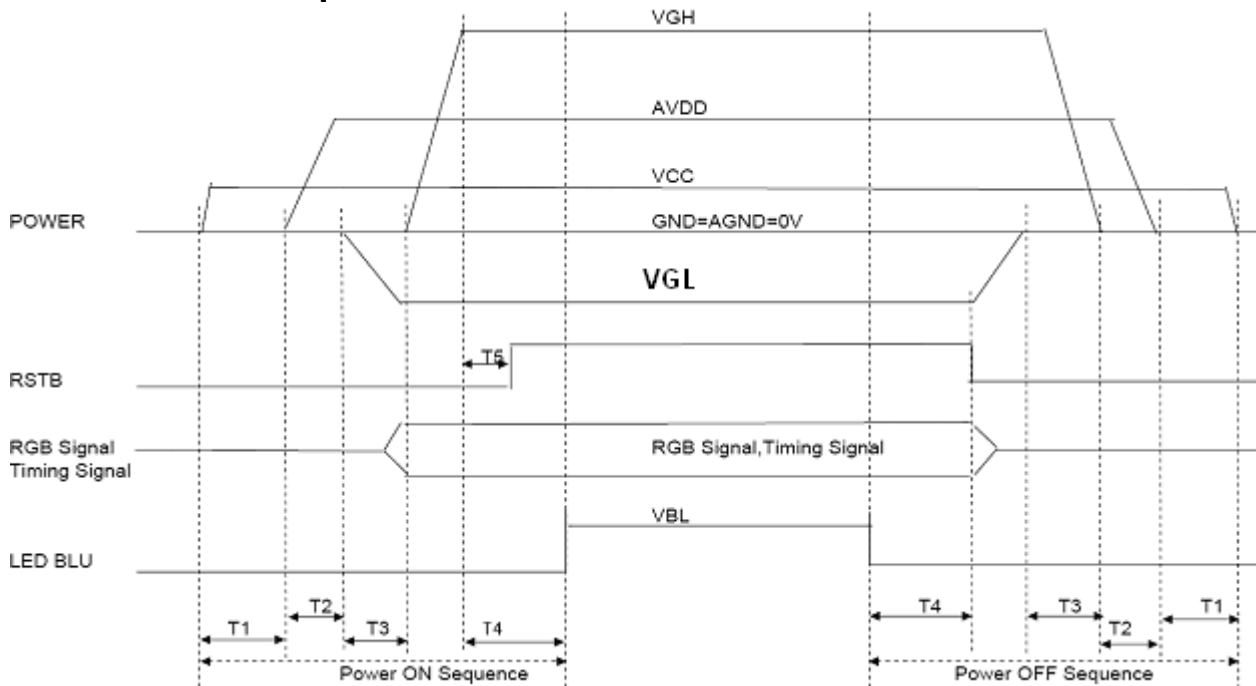 VGH
AVDD
VCC
POWER
GND=AGND=0V
VGL
T5
RSTB
RGB Signal
Timing Signal
RGB Signal,Timing Signal
VBL
LED BLU
T1
T2
T3
T4
T4
T3
T2
T1
Power ON Sequence
Power OFF Sequence